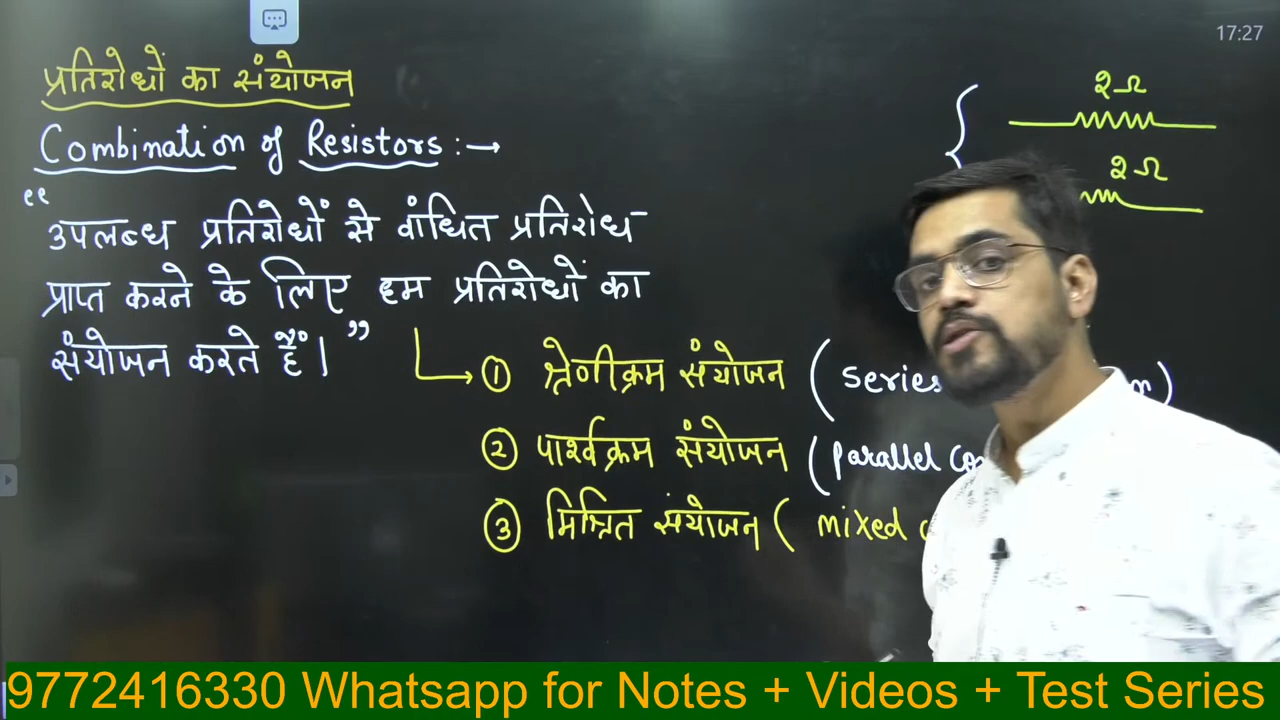 17:27
प्रतिरोधों का संयोजन
Combination of Resistors :→
“उपलब्ध प्रतिरोधों से वांछित प्रतिरोध
प्राप्त करने के लिए हम प्रतिरोधों का
संयोजन करते हैं।”
① श्रेणीक्रम संयोजन (series
② पार्श्वक्रम संयोजन (parallel
③ मिश्रित संयोजन ( mixed
2Ω
2Ω
9772416330 Whatsapp for Notes + Videos + Test Series